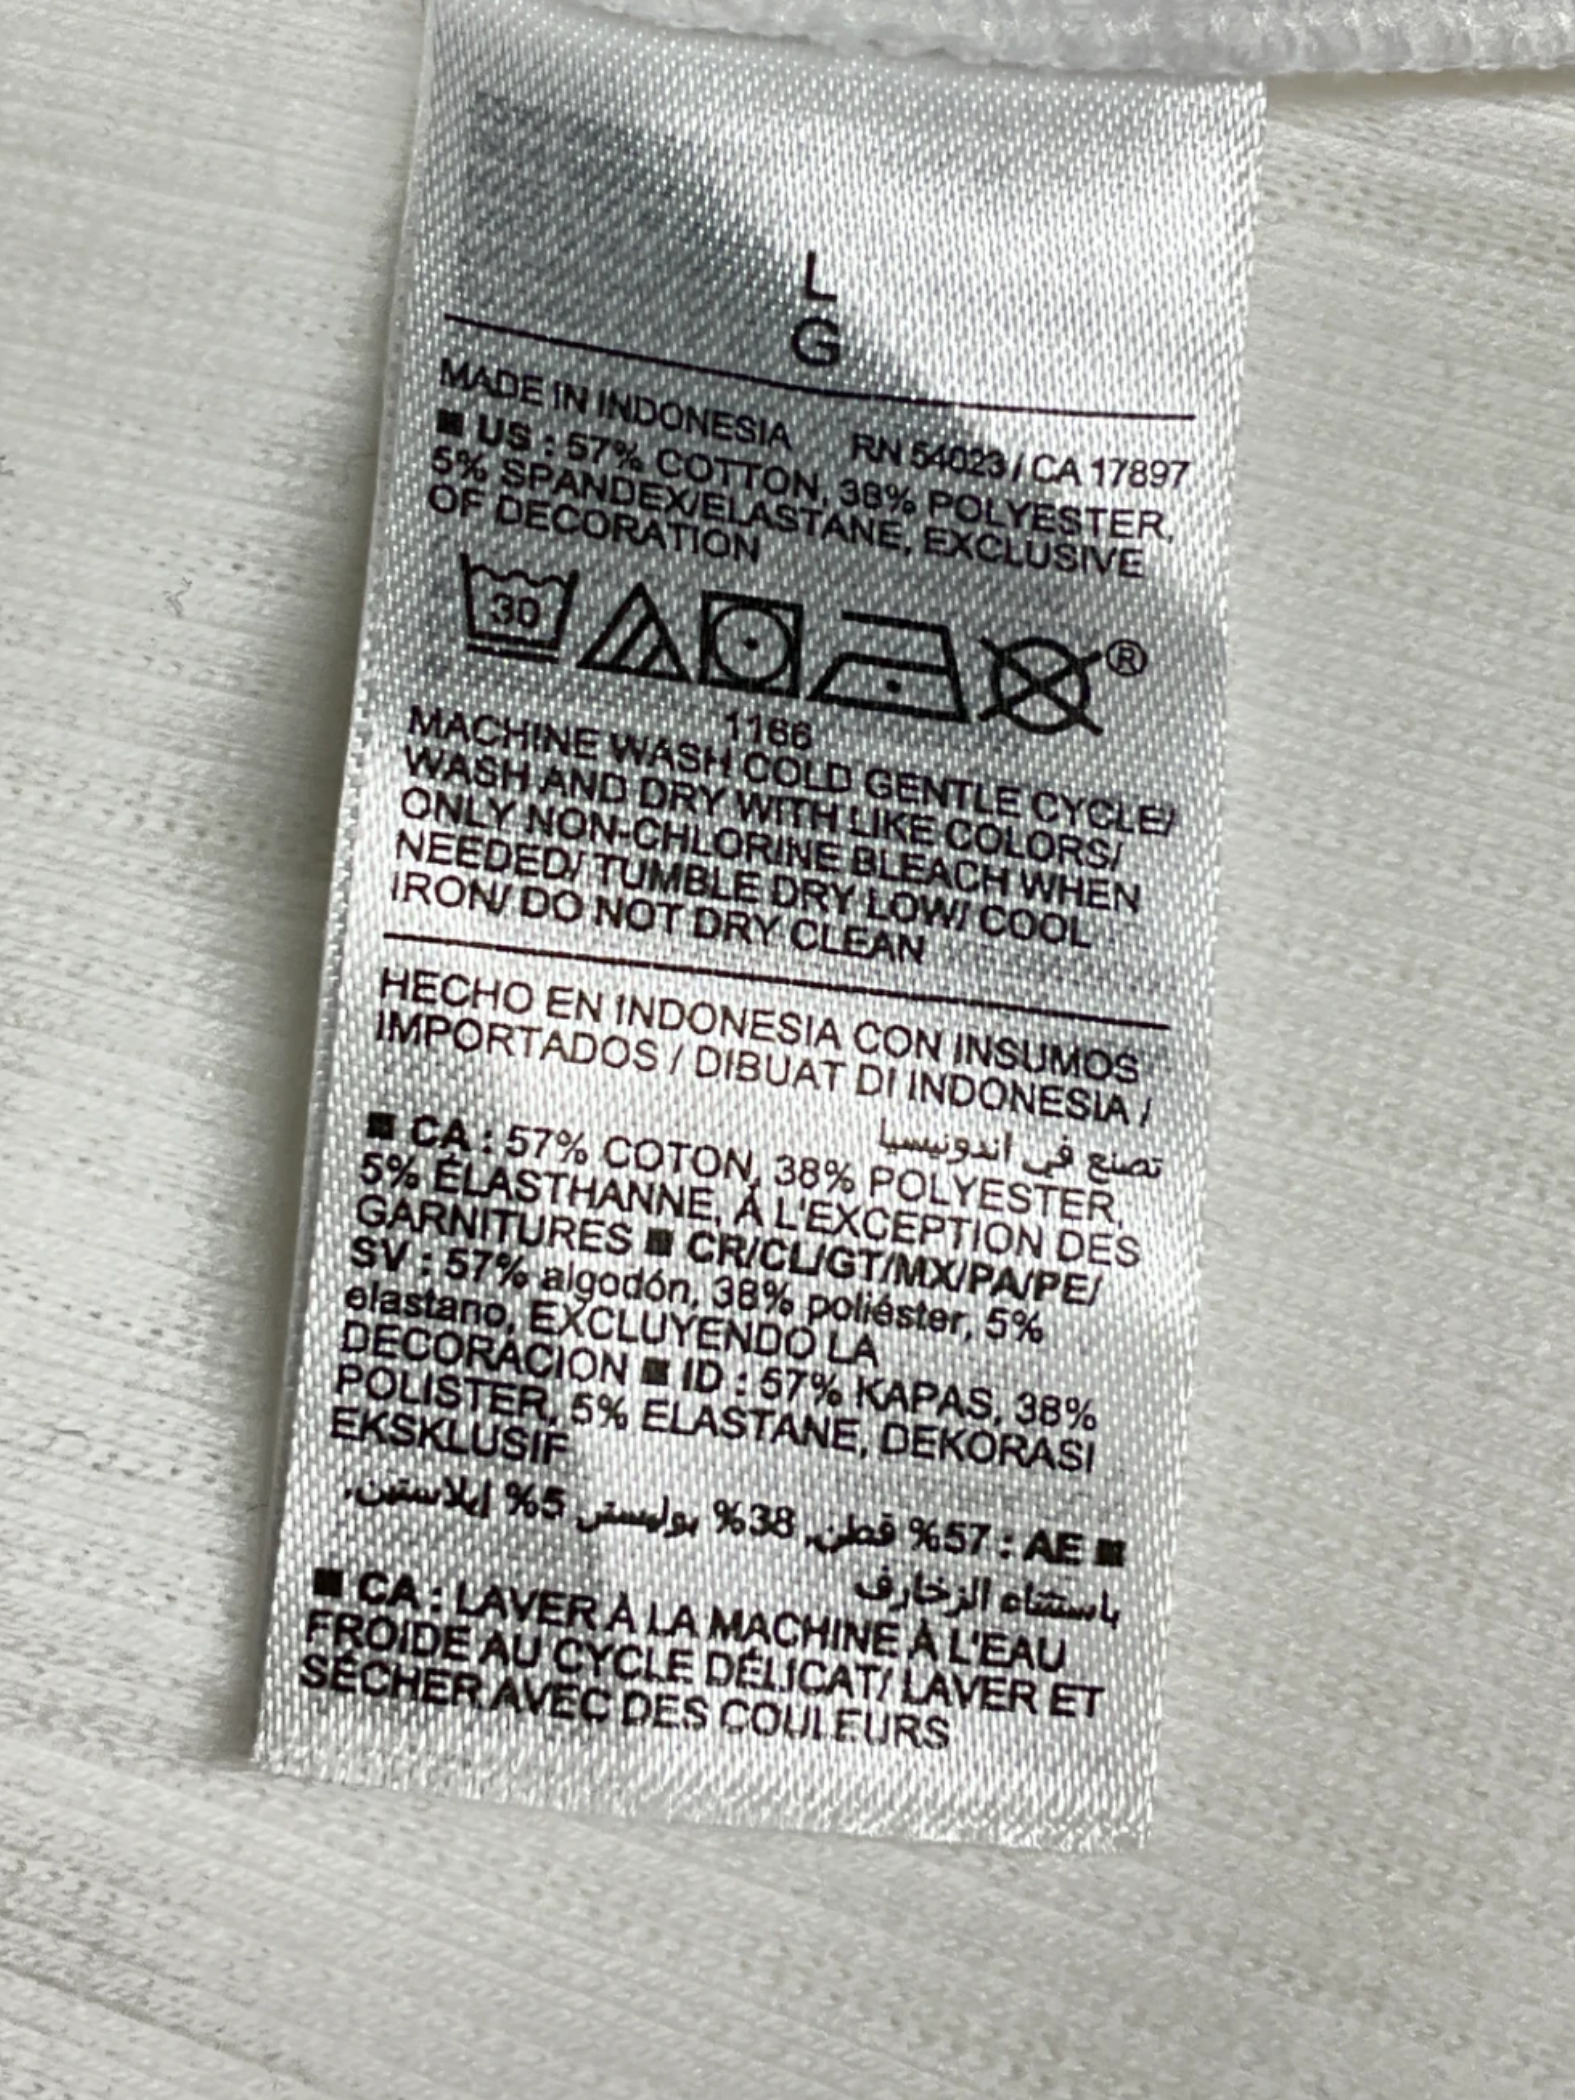 L
G
MADE IN INDONESIA RN 54023 / CA 17897
■ US : 57% COTTON, 38% POLYESTER,
5% SPANDEX/ELASTANE, EXCLUSIVE
OF DECORATION
30 ®
1166
MACHINE WASH COLD GENTLE CYCLE/
WASH AND DRY WITH LIKE COLORS/
ONLY NON-CHLORINE BLEACH WHEN
NEEDED/ TUMBLE DRY LOW/ COOL
IRON/ DO NOT DRY CLEAN
HECHO EN INDONESIA CON INSUMOS
IMPORTADOS / DIBUAT DI INDONESIA /
تصنع في اندونيسيا
■ CA : 57% COTON, 38% POLYESTER,
5% ÉLASTHANNE, À L'EXCEPTION DES
GARNITURES ■ CR/CL/GT/MX/PA/PE/
SV : 57% algodón, 38% poliéster, 5%
elastano, EXCLUYENDO LA
DECORACION ■ ID : 57% KAPAS, 38%
POLISTER, 5% ELASTANE, DEKORASI
EKSKLUSIF
■ AE : 57% قطن, 38% بوليستر, 5% إيلاستين,
باستثناء الزخارف
■ CA : LAVER À LA MACHINE À L'EAU
FROIDE AU CYCLE DÉLICAT/ LAVER ET
SÉCHER AVEC DES COULEURS